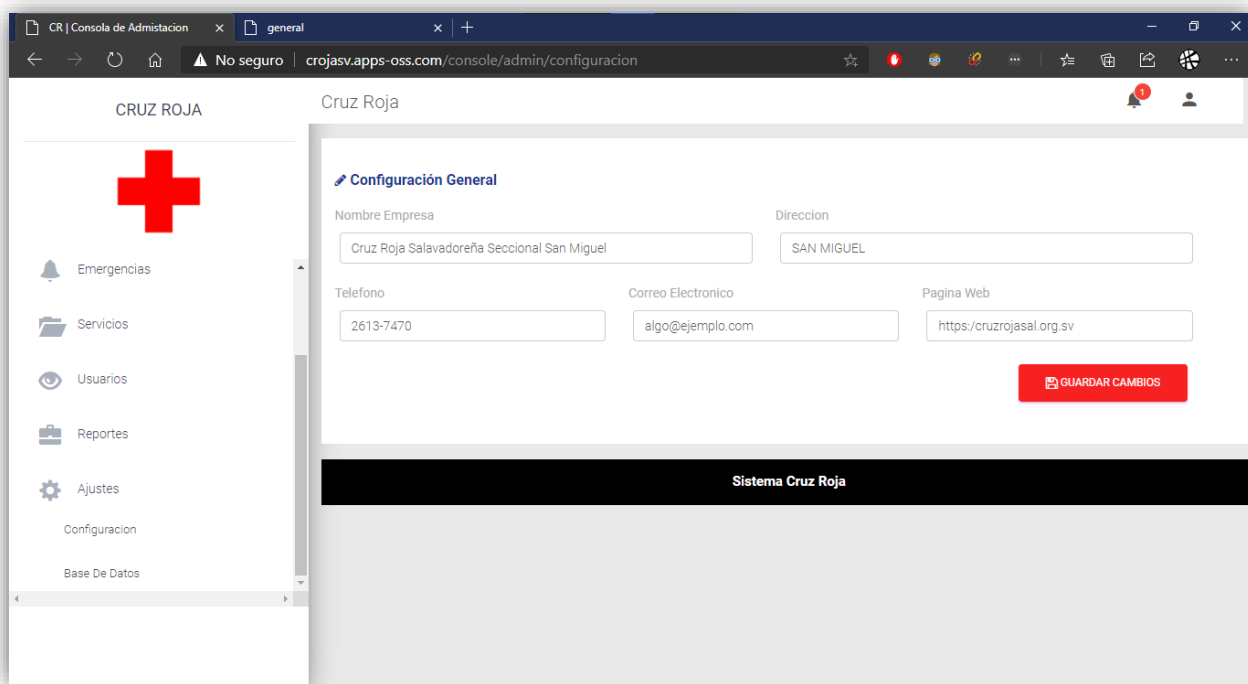 CR | Consola de Admistacion
general
No seguro
crojasv.apps-oss.com/console/admin/configuracion
CRUZ ROJA
Cruz Roja
1
Configuración General
Nombre Empresa
Direccion
Cruz Roja Salavadoreña Seccional San Miguel
SAN MIGUEL
Telefono
Correo Electronico
Pagina Web
2613-7470
algo@ejemplo.com
https:/cruzrojasal.org.sv
GUARDAR CAMBIOS
Sistema Cruz Roja
Emergencias
Servicios
Usuarios
Reportes
Ajustes
Configuracion
Base De Datos